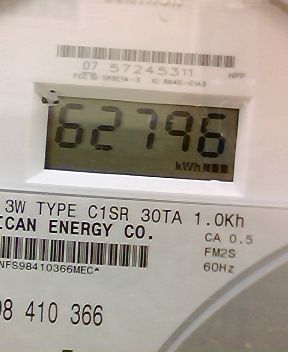 07 57245311
62796
kWh
3W TYPE C1SR 30TA 1.0Kh
ICAN ENERGY CO.
CA 0.5
FM2S
60Hz
NFS98410366MEC*
98 410 366